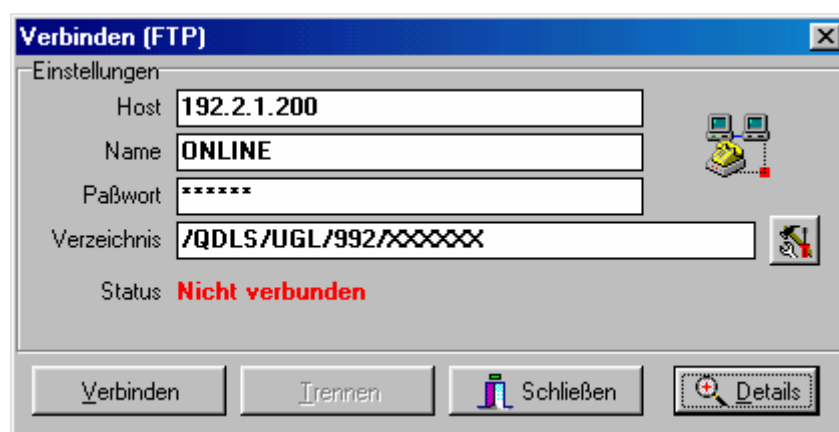 Verbinden (FTP)
Einstellungen
Host 192.2.1.200
Name ONLINE
Paßwort ******
Verzeichnis /QDLS/UGL/992/XXXXXX
Status Nicht verbunden
Verbinden Trennen Schließen Details